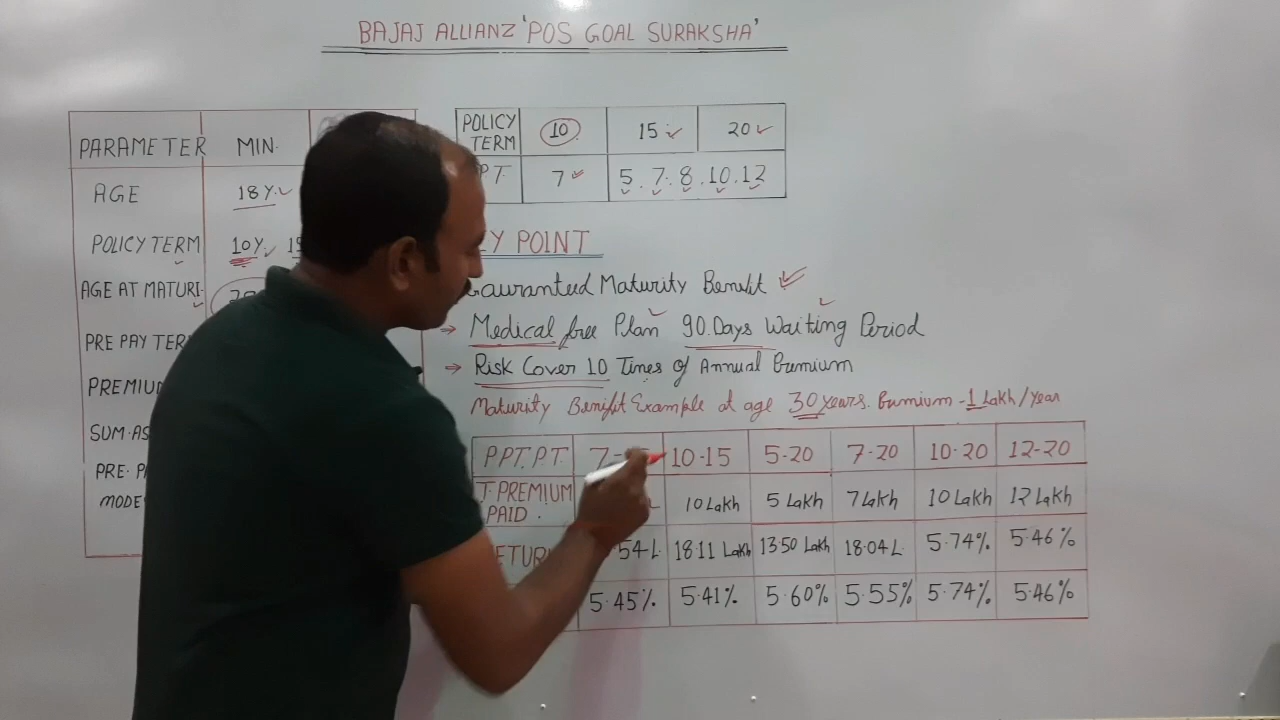 BAJAJ ALLIANZ 'POS GOAL SURAKSHA'
PARAMETER MIN.
AGE 18Y.
POLICY TERM 10Y
AGE AT MATURI.
PRE PAY TER
PREMIU
SUM.AS
PRE. P
MODE
POLICY TERM 10 15 20
PT 7 5.7.8.10.12
Y POINT
Gauranteed Maturity Benefit
→ Medical free Plan 90.Days Waiting Period
→ Risk Cover 10 Times of Annual Premium
Maturity Benifit Example at age 30 years. Premium - 1 Lakh/Year
PPT.P.T. 7- 10-15 5-20 7-20 10-20 12-20
T. PREMIUM PAID. 10 Lakh 5 Lakh 7 Lakh 10 Lakh 12 Lakh
ETUR 54 L. 18.11 Lakh 13.50 Lakh 18.04 L. 5.74% 5.46%
5.45% 5.41% 5.60% 5.55% 5.74% 5.46%